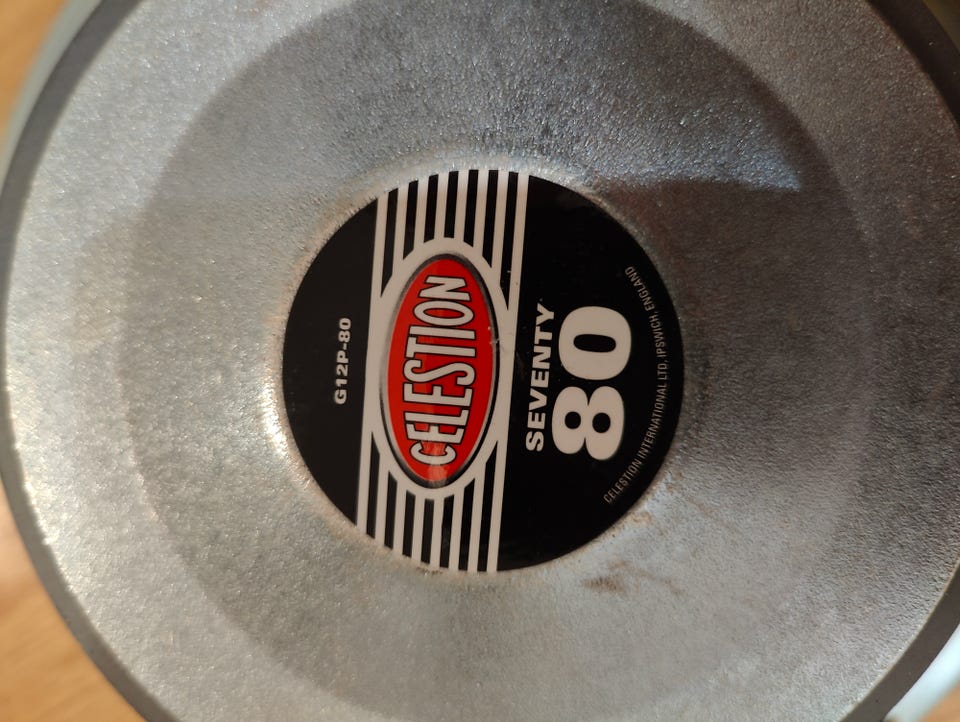 G12P-80
CELESTION
SEVENTY
80
CELESTION INTERNATIONAL LTD, IPSWICH, ENGLAND